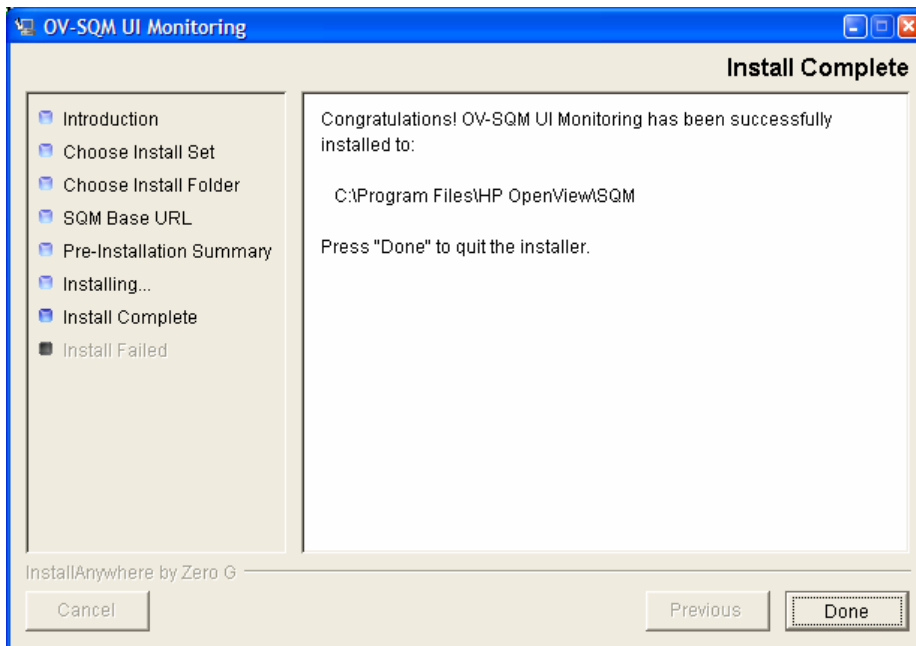 OV-SQM UI Monitoring
Install Complete
Introduction
Choose Install Set
Choose Install Folder
SQM Base URL
Pre-Installation Summary
Installing...
Install Complete
Install Failed
Congratulations! OV-SQM UI Monitoring has been successfully
installed to:
C:\Program Files\HP OpenView\SQM
Press "Done" to quit the installer.
InstallAnywhere by Zero G
Cancel
Previous
Done